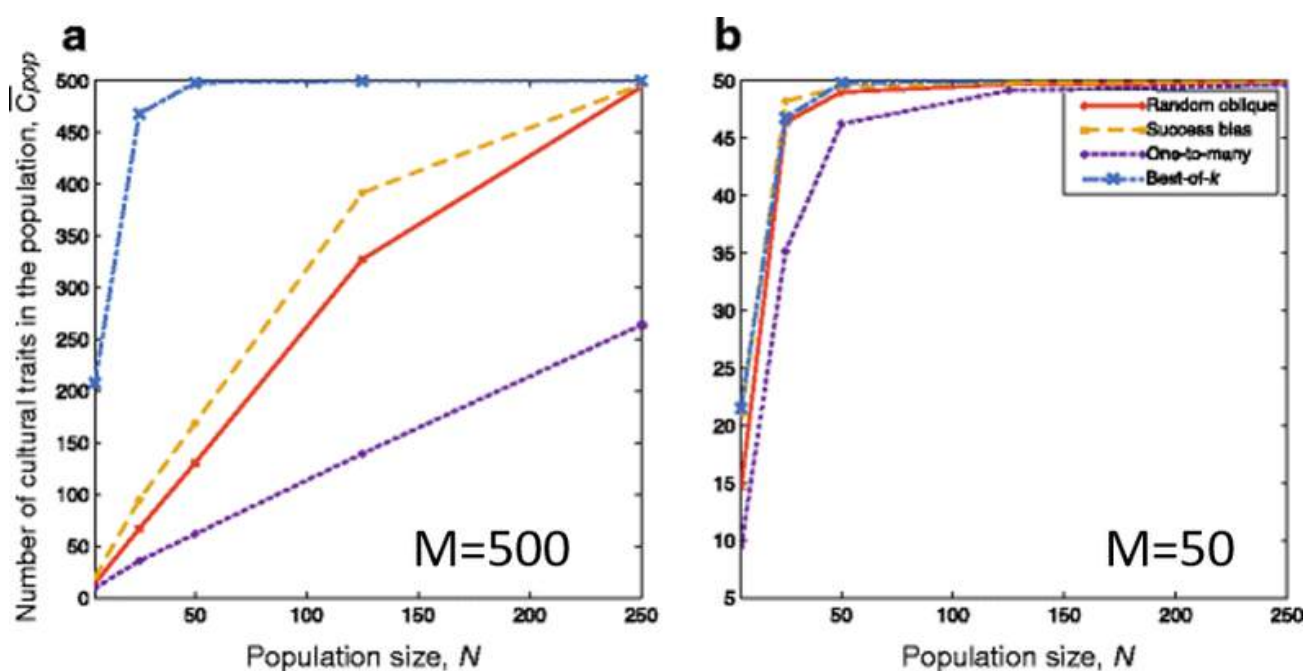 a
b
Number of cultural traits in the population, C̅pop
500
450
400
350
300
250
200
150
100
50
0
50
100
150
200
250
M=500
Population size, N
50
45
40
35
30
25
20
15
10
5
50
100
150
200
250
Random oblique
Success bias
One-to-many
Best-of-k
M=50
Population size, N